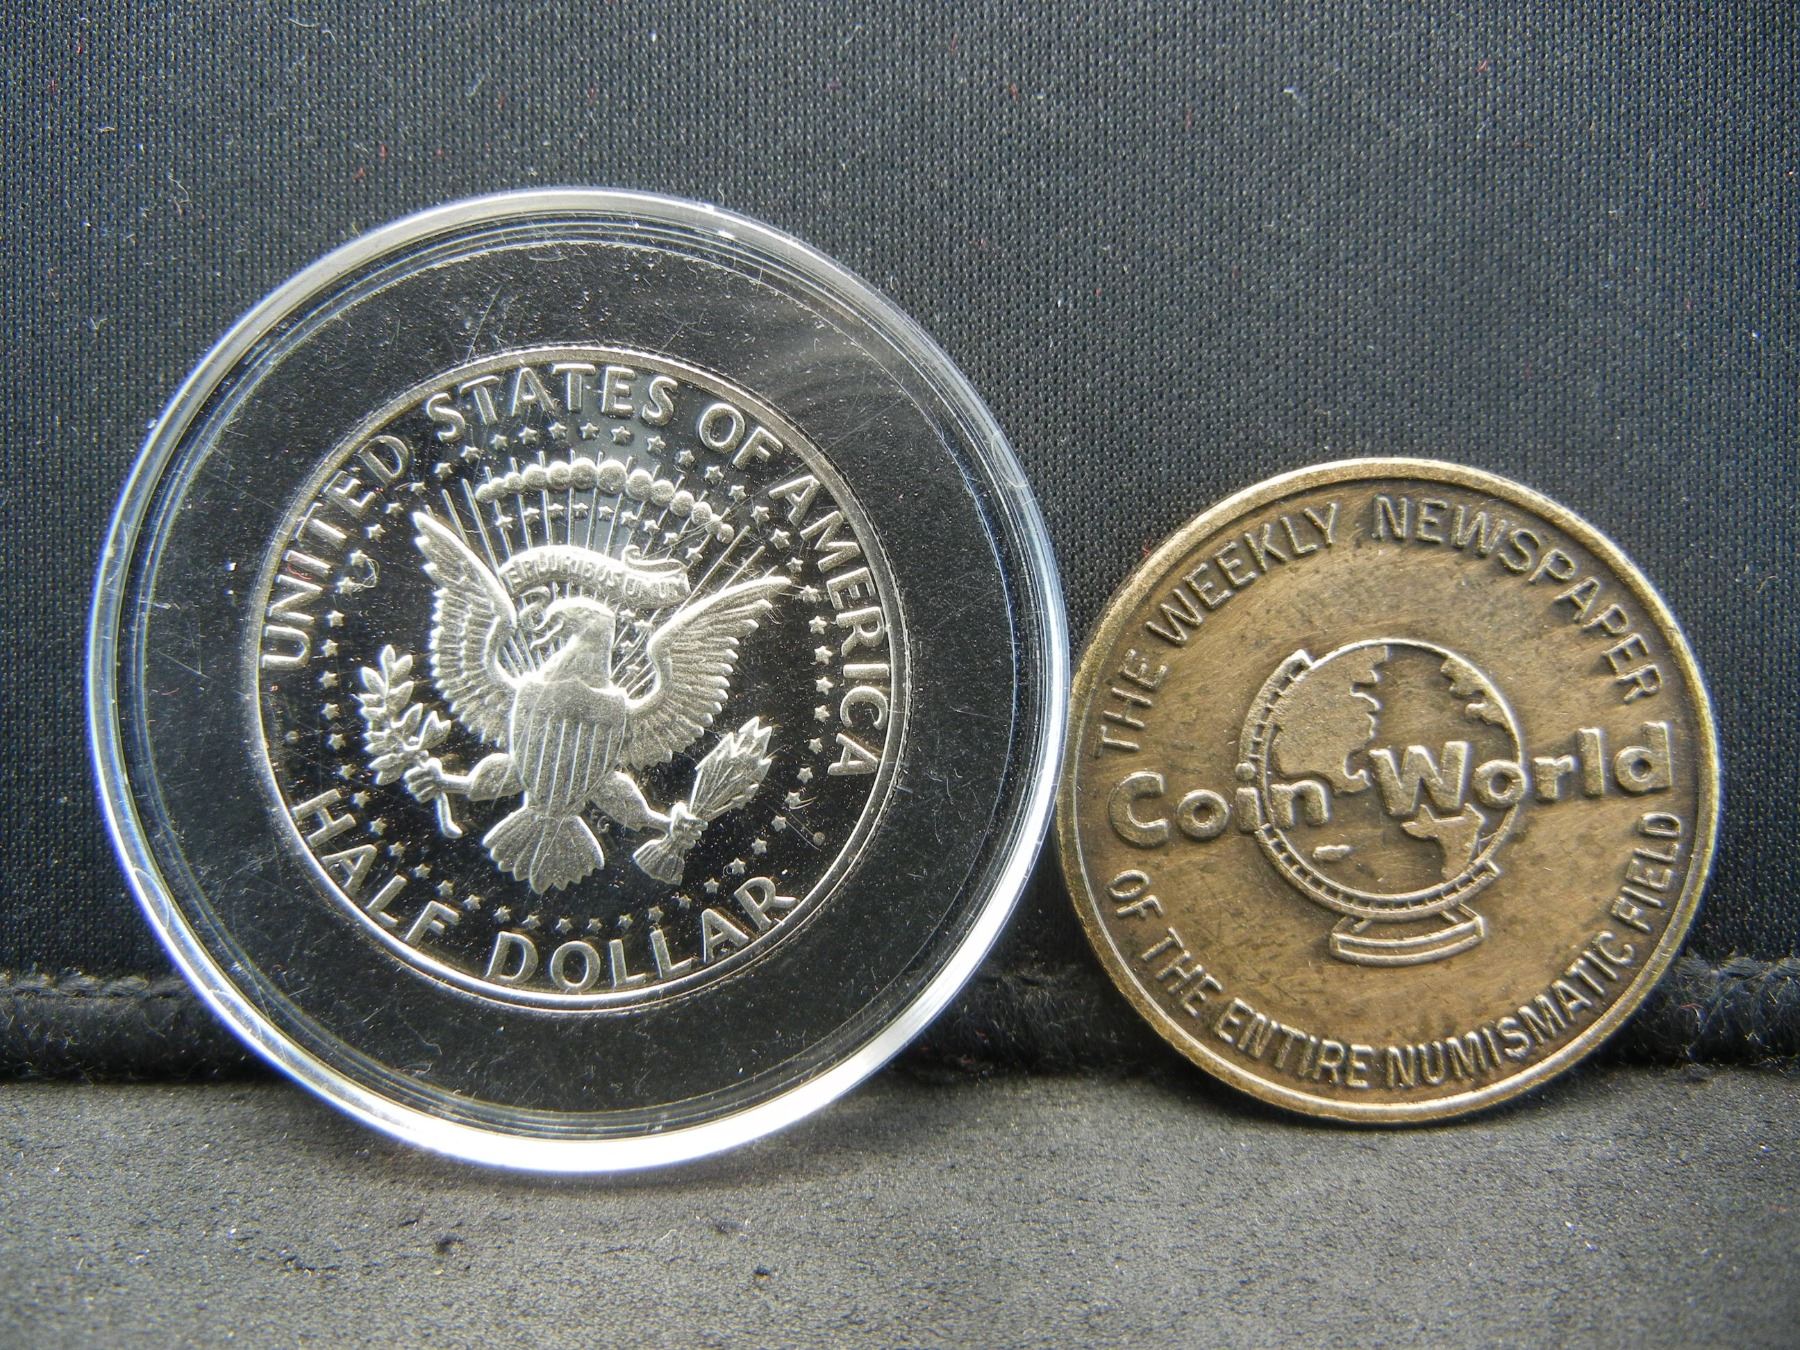 UNITED STATES OF AMERICA
E PLURIBUS UNUM
HALF DOLLAR
THE WEEKLY NEWSPAPER
Coin World
OF THE ENTIRE NUMISMATIC FIELD